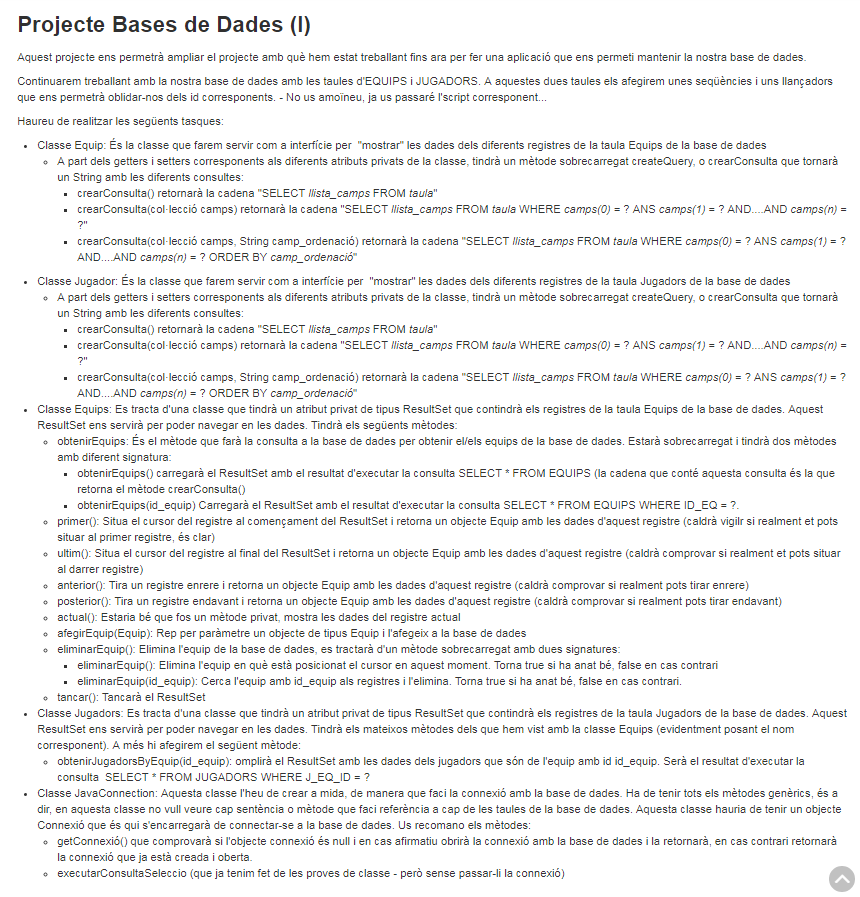 Projecte Bases de Dades (I)
Aquest projecte ens permetrà ampliar el projecte amb què hem estat treballant fins ara per fer una aplicació que ens permeti mantenir la nostra base de dades.
Continuarem treballant amb la nostra base de dades amb les taules d'EQUIPS i JUGADORS. A aquestes dues taules els afegirem unes seqüències i uns llançadors
que ens permetrà oblidar-nos dels id corresponents. - No us amoïneu, ja us passaré l'script corresponent...
Haureu de realitzar les següents tasques:
• Classe Equip: És la classe que farem servir com a interfície per "mostrar" les dades dels diferents registres de la taula Equips de la base de dades
◦ A part dels getters i setters corresponents als diferents atributs privats de la classe, tindrà un mètode sobrecarregat createQuery, o crearConsulta que tornarà
un String amb les diferents consultes:
▪ crearConsulta() retornarà la cadena "SELECT llista_camps FROM taula"
▪ crearConsulta(col·lecció camps) retornarà la cadena "SELECT llista_camps FROM taula WHERE camps(0) = ? ANS camps(1) = ? AND....AND camps(n) =
?"
▪ crearConsulta(col·lecció camps, String camp_ordenació) retornarà la cadena "SELECT llista_camps FROM taula WHERE camps(0) = ? ANS camps(1) = ?
AND....AND camps(n) = ? ORDER BY camp_ordenació"
• Classe Jugador: És la classe que farem servir com a interfície per "mostrar" les dades dels diferents registres de la taula Jugadors de la base de dades
◦ A part dels getters i setters corresponents als diferents atributs privats de la classe, tindrà un mètode sobrecarregat createQuery, o crearConsulta que tornarà
un String amb les diferents consultes:
▪ crearConsulta() retornarà la cadena "SELECT llista_camps FROM taula"
▪ crearConsulta(col·lecció camps) retornarà la cadena "SELECT llista_camps FROM taula WHERE camps(0) = ? ANS camps(1) = ? AND....AND camps(n) =
?"
▪ crearConsulta(col·lecció camps, String camp_ordenació) retornarà la cadena "SELECT llista_camps FROM taula WHERE camps(0) = ? ANS camps(1) = ?
AND....AND camps(n) = ? ORDER BY camp_ordenació"
• Classe Equips: Es tracta d'una classe que tindrà un atribut privat de tipus ResultSet que contindrà els registres de la taula Equips de la base de dades. Aquest
ResultSet ens servirà per poder navegar en les dades. Tindrà els següents mètodes:
◦ obtenirEquips: És el mètode que farà la consulta a la base de dades per obtenir el/els equips de la base de dades. Estarà sobrecarregat i tindrà dos mètodes
amb diferent signatura:
▪ obtenirEquips() carregarà el ResultSet amb el resultat d'executar la consulta SELECT * FROM EQUIPS (la cadena que conté aquesta consulta és la que
retorna el mètode crearConsulta()
▪ obtenirEquips(id_equip) Carregarà el ResultSet amb el resultat d'executar la consulta SELECT * FROM EQUIPS WHERE ID_EQ = ?.
◦ primer(): Situa el cursor del registre al començament del ResultSet i retorna un objecte Equip amb les dades d'aquest registre (caldrà vigilr si realment et pots
situar al primer registre, és clar)
◦ ultim(): Situa el cursor del registre al final del ResultSet i retorna un objecte Equip amb les dades d'aquest registre (caldrà comprovar si realment et pots situar
al darrer registre)
◦ anterior(): Tira un registre enrere i retorna un objecte Equip amb les dades d'aquest registre (caldrà comprovar si realment pots tirar enrere)
◦ posterior(): Tira un registre endavant i retorna un objecte Equip amb les dades d'aquest registre (caldrà comprovar si realment pots tirar endavant)
◦ actual(): Estaria bé que fos un mètode privat, mostra les dades del registre actual
◦ afegirEquip(Equip): Rep per paràmetre un objecte de tipus Equip i l'afegeix a la base de dades
◦ eliminarEquip(): Elimina l'equip de la base de dades, es tractarà d'un mètode sobrecarregat amb dues signatures:
▪ eliminarEquip(): Elimina l'equip en què està posicionat el cursor en aquest moment. Torna true si ha anat bé, false en cas contrari
▪ eliminarEquip(id_equip): Cerca l'equip amb id_equip als registres i l'elimina. Torna true si ha anat bé, false en cas contrari.
◦ tancar(): Tancarà el ResultSet
• Classe Jugadors: Es tracta d'una classe que tindrà un atribut privat de tipus ResultSet que contindrà els registres de la taula Jugadors de la base de dades. Aquest
ResultSet ens servirà per poder navegar en les dades. Tindrà els mateixos mètodes dels que hem vist amb la classe Equips (evidentment posant el nom
corresponent). A més hi afegirem el següent mètode:
◦ obtenirJugadorsByEquip(id_equip): omplirà el ResultSet amb les dades dels jugadors que són de l'equip amb id id_equip. Serà el resultat d'executar la
consulta SELECT * FROM JUGADORS WHERE J_EQ_ID = ?
• Classe JavaConnection: Aquesta classe l'heu de crear a mida, de manera que faci la connexió amb la base de dades. Ha de tenir tots els mètodes genèrics, és a
dir, en aquesta classe no vull veure cap sentència o mètode que faci referència a cap de les taules de la base de dades. Aquesta classe hauria de tenir un objecte
Connexió que és qui s'encarregarà de connectar-se a la base de dades. Us recomano els mètodes:
◦ getConnexió() que comprovarà si l'objecte connexió és null i en cas afirmatiu obrirà la connexió amb la base de dades i la retornarà, en cas contrari retornarà
la connexió que ja està creada i oberta.
◦ executarConsultaSeleccio (que ja tenim fet de les proves de classe - però sense passar-li la connexió)